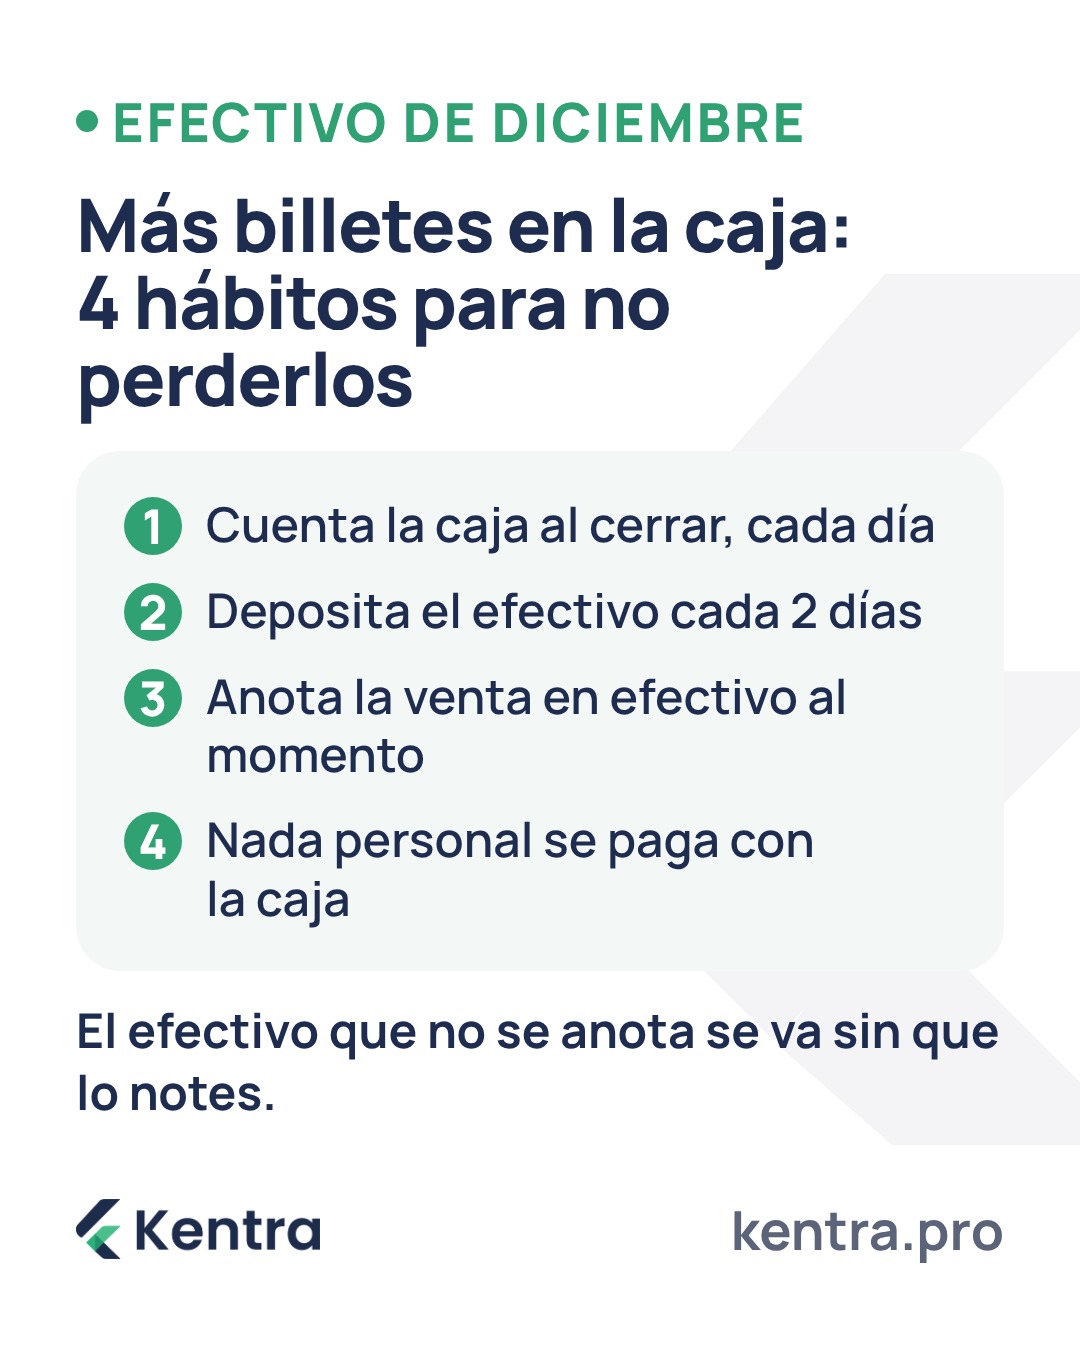 EFECTIVO DE DICIEMBRE
Más billetes en la caja:
4 hábitos para no
perderlos
1 Cuenta la caja al cerrar, cada día
2 Deposita el efectivo cada 2 días
3 Anota la venta en efectivo al
momento
4 Nada personal se paga con
la caja
El efectivo que no se anota se va sin que
lo notes.
Kentra
kentra.pro